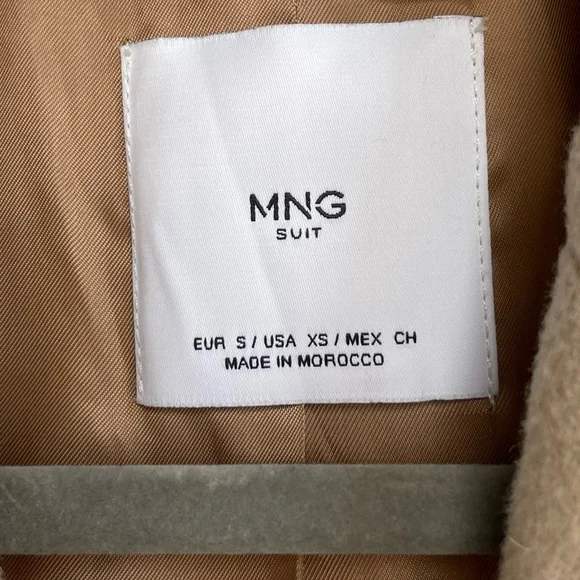 MNG
SUIT
EUR S / USA XS / MEX CH
MADE IN MOROCCO